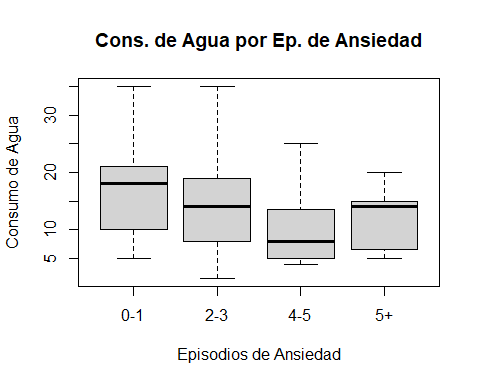 Cons. de Agua por Ep. de Ansiedad
Consumo de Agua
30
20
10
5
0-1 2-3 4-5 5+
Episodios de Ansiedad